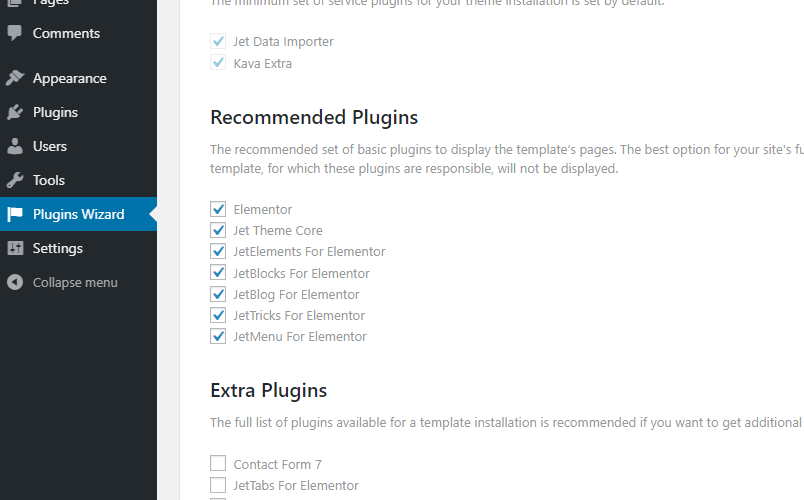 Pages
The minimum set of service plugins for your theme installation is set by default.
Comments
Jet Data Importer
Kava Extra
Appearance
Plugins
Recommended Plugins
Users
The recommended set of basic plugins to display the template's pages. The best option for your site's fu
template, for which these plugins are responsible, will not be displayed.
Tools
Plugins Wizard
Elementor
Jet Theme Core
Settings
JetElements For Elementor
JetBlocks For Elementor
Collapse menu
JetBlog For Elementor
JetTricks For Elementor
JetMenu For Elementor
Extra Plugins
The full list of plugins available for a template installation is recommended if you want to get additional
Contact Form 7
JetTabs For Elementor